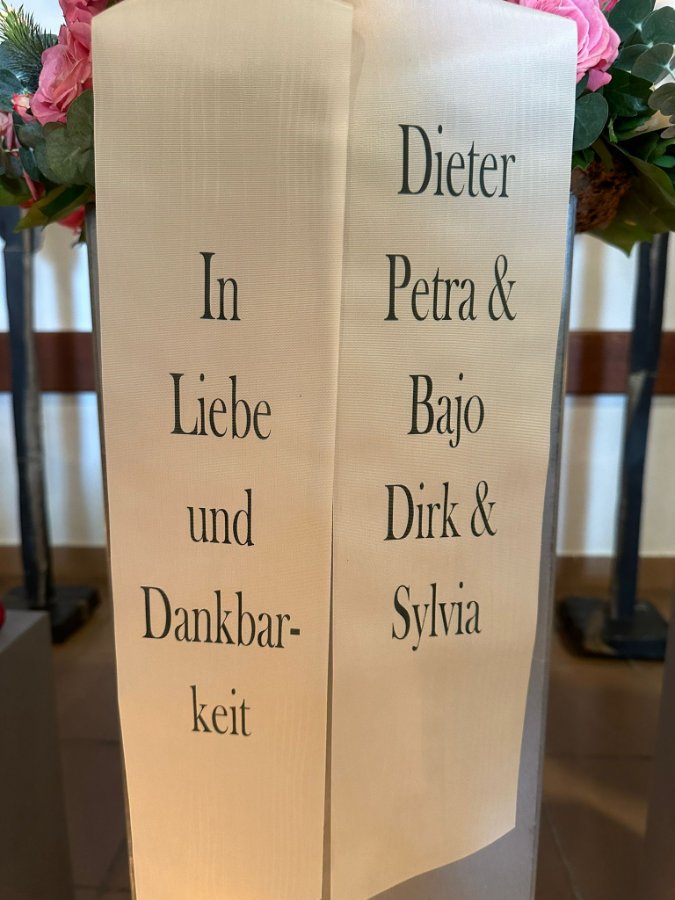 In
Liebe
und
Dankbar-
keit
Dieter
Petra &
Bajo
Dirk &
Sylvia